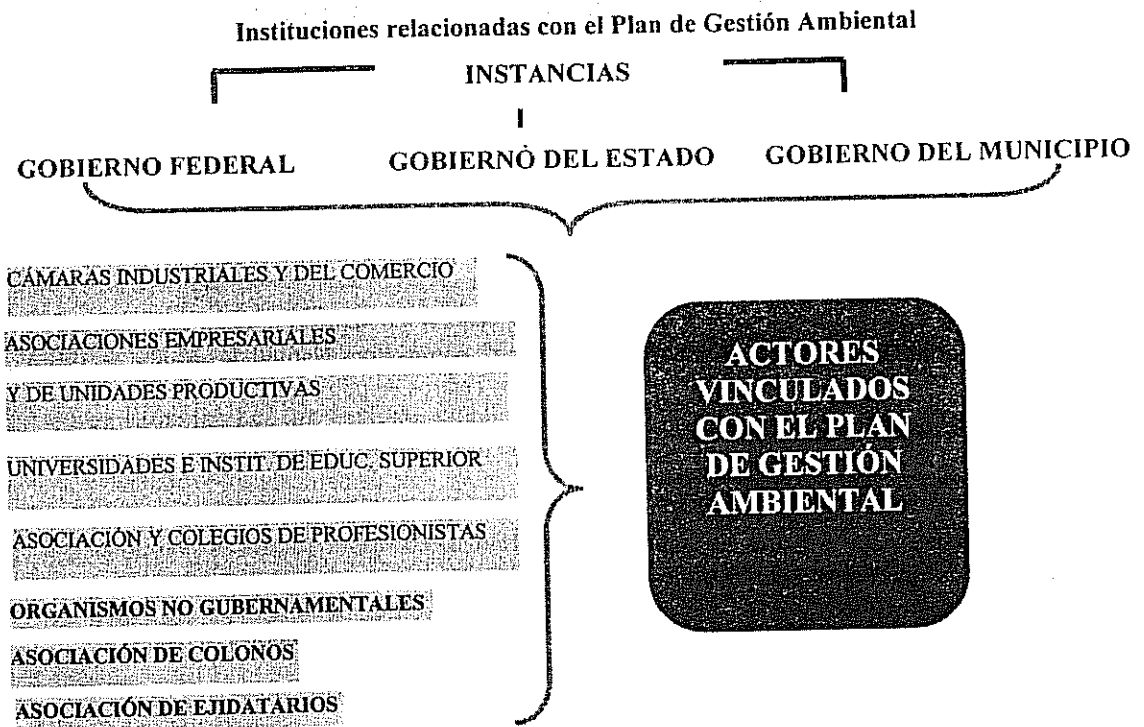 Instituciones relacionadas con el Plan de Gestión Ambiental
INSTANCIAS
GOBIERNO FEDERAL
GOBIERNO DEL ESTADO
GOBIERNO DEL MUNICIPIO
CÁMARAS INDUSTRIALES Y DEL COMERCIO
ASOCIACIONES EMPRESARIALES
Y DE UNIDADES PRODUCTIVAS
UNIVERSIDADES E INSTIT. DE EDUC. SUPERIOR
ASOCIACIÓN Y COLEGIOS DE PROFESIONISTAS
ORGANISMOS NO GUBERNAMENTALES
ASOCIACIÓN DE COLONOS
ASOCIACIÓN DE EJIDATARIOS
ACTORES
VINCULADOS
CON EL PLAN
DE GESTIÓN
AMBIENTAL